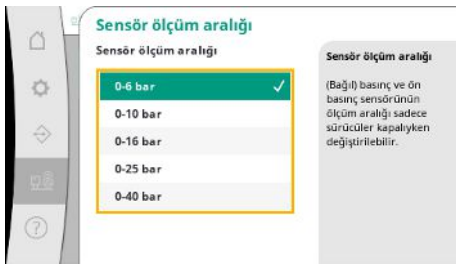 Sensör ölçüm aralığı
Sensör ölçüm aralığı
0-6 bar
0-10 bar
0-16 bar
0-25 bar
0-40 bar
Sensör ölçüm aralığı
(Bağıl) basınç ve ön
basınç sensörünün
ölçüm aralığı sadece
sürücüler kapalıyken
değiştirilebilir.